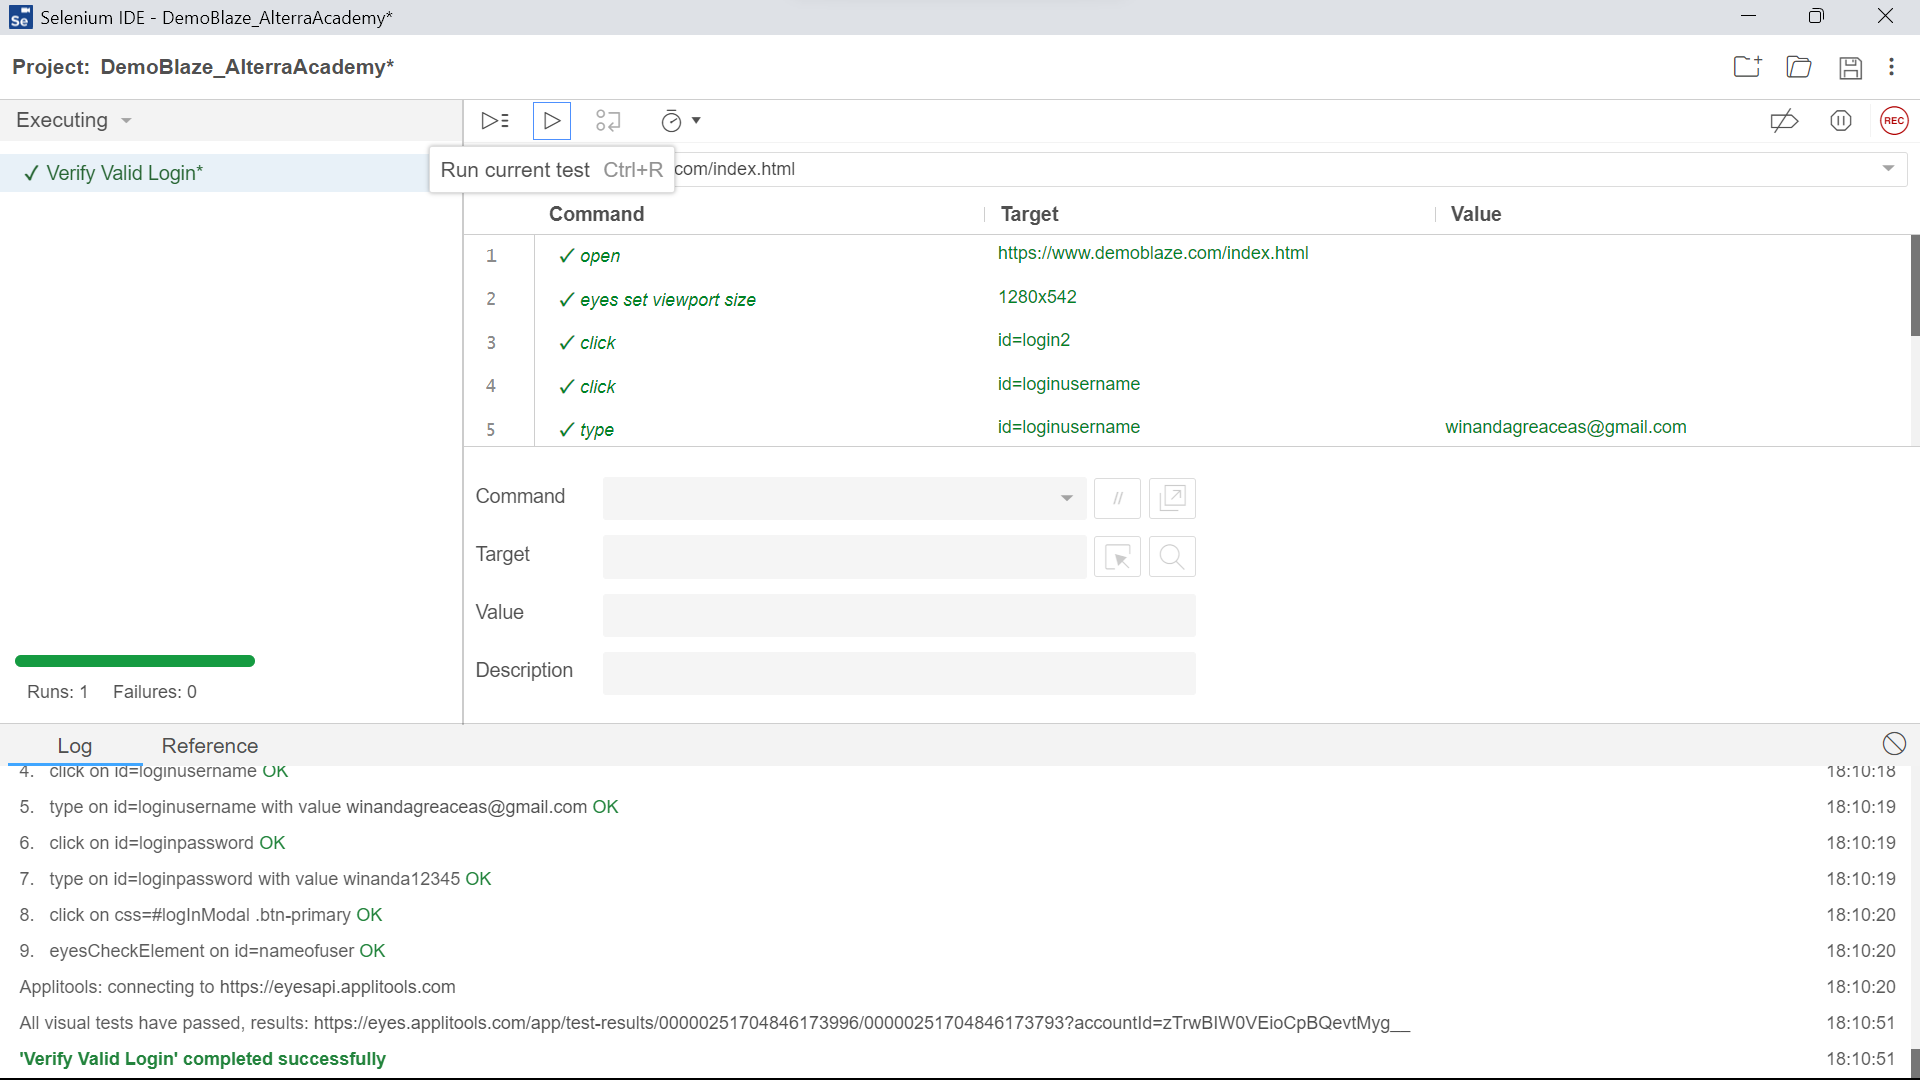 Se Selenium IDE - DemoBlaze_AlterraAcademy*
Project: DemoBlaze_AlterraAcademy*
Executing
REC
✓ Verify Valid Login*
Run current test Ctrl+R
com/index.html
Command Target Value
1 ✓ open https://www.demoblaze.com/index.html
2 ✓ eyes set viewport size 1280x542
3 ✓ click id=login2
4 ✓ click id=loginusername
5 ✓ type id=loginusername winandagreaceas@gmail.com
Command //
Target
Value
Description
Runs: 1 Failures: 0
Log Reference
4. click on id=loginusername OK 18:10:18
5. type on id=loginusername with value winandagreaceas@gmail.com OK 18:10:19
6. click on id=loginpassword OK 18:10:19
7. type on id=loginpassword with value winanda12345 OK 18:10:19
8. click on css=#logInModal .btn-primary OK 18:10:20
9. eyesCheckElement on id=nameofuser OK 18:10:20
Applitools: connecting to https://eyesapi.applitools.com 18:10:20
All visual tests have passed, results: https://eyes.applitools.com/app/test-results/00000251704846173996/00000251704846173793?accountId=zTrwBIW0VEioCpBQevtMyg__ 18:10:51
'Verify Valid Login' completed successfully 18:10:51